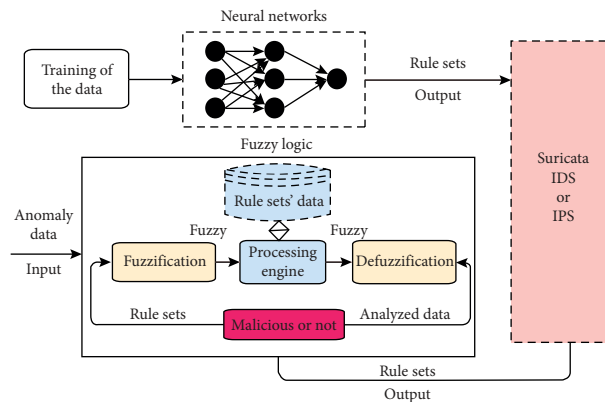 Neural networks
Training of
the data
Rule sets
Output
Suricata
IDS
or
IPS
Fuzzy logic
Rule sets' data
Anomaly
data
Input
Fuzzy
Fuzzy
Fuzzification
Processing
engine
Defuzzification
Rule sets
Malicious or not
Analyzed data
Rule sets
Output